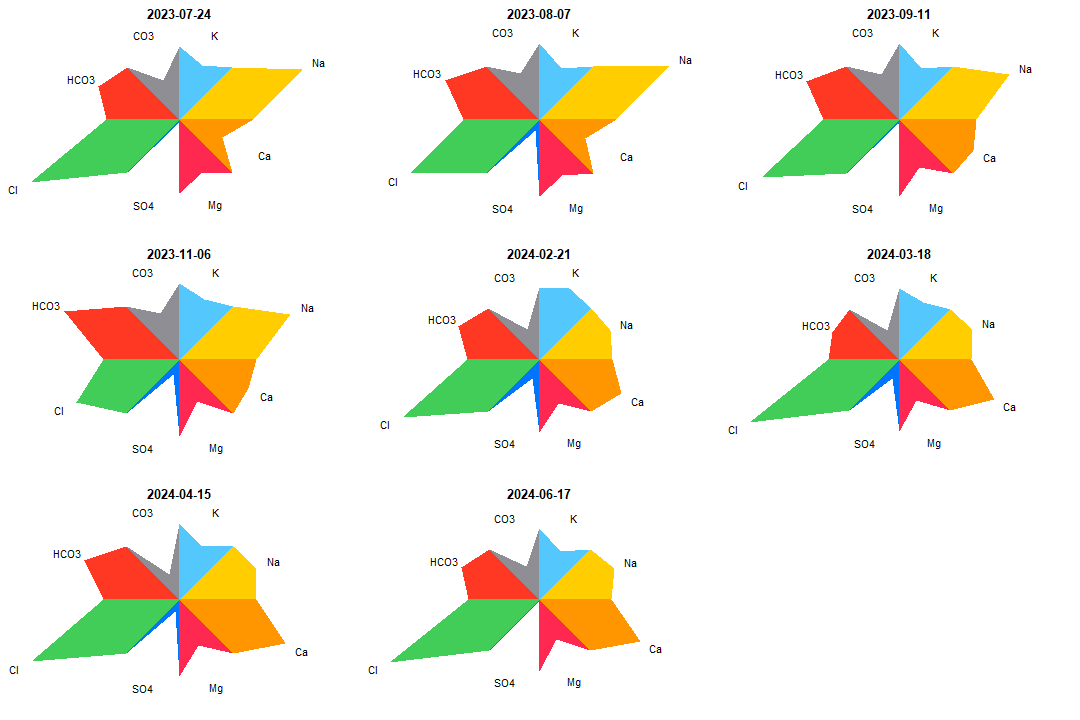 2023-07-24
CO3 K
HCO3 Na
Ca
Cl
SO4 Mg
2023-08-07
CO3 K
HCO3 Na
Ca
Cl
SO4 Mg
2023-09-11
CO3 K
HCO3 Na
Ca
Cl
SO4 Mg
2023-11-06
CO3 K
HCO3 Na
Ca
Cl
SO4 Mg
2024-02-21
CO3 K
HCO3 Na
Ca
Cl
SO4 Mg
2024-03-18
CO3 K
HCO3 Na
Ca
Cl
SO4 Mg
2024-04-15
CO3 K
HCO3 Na
Ca
Cl
SO4 Mg
2024-06-17
CO3 K
HCO3 Na
Ca
Cl
SO4 Mg